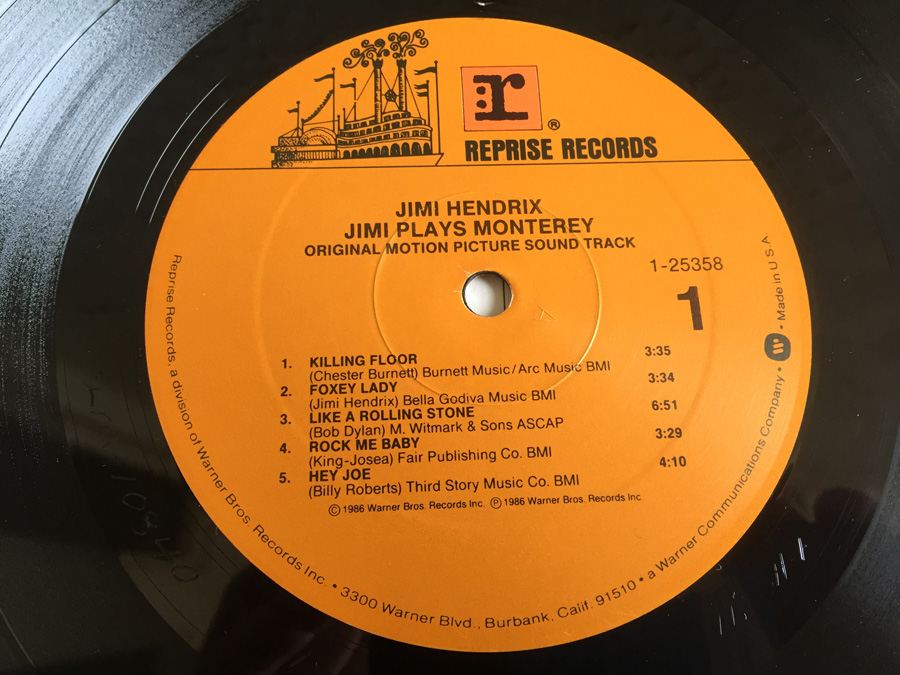 r
®
REPRISE RECORDS
JIMI HENDRIX
JIMI PLAYS MONTEREY
ORIGINAL MOTION PICTURE SOUND TRACK
1-25358
1
1. KILLING FLOOR 3:35
(Chester Burnett) Burnett Music/Arc Music BMI
2. FOXEY LADY 3:34
(Jimi Hendrix) Bella Godiva Music BMI
3. LIKE A ROLLING STONE 6:51
(Bob Dylan) M. Witmark & Sons ASCAP
4. ROCK ME BABY 3:29
(King-Josea) Fair Publishing Co. BMI
5. HEY JOE 4:10
(Billy Roberts) Third Story Music Co. BMI
©1986 Warner Bros. Records Inc. ℗1986 Warner Bros. Records Inc.
Reprise Records, a division of Warner Bros. Records Inc. • 3300 Warner Blvd., Burbank, Calif. 91510 • a Warner Communications Company • W • Made in U.S.A.